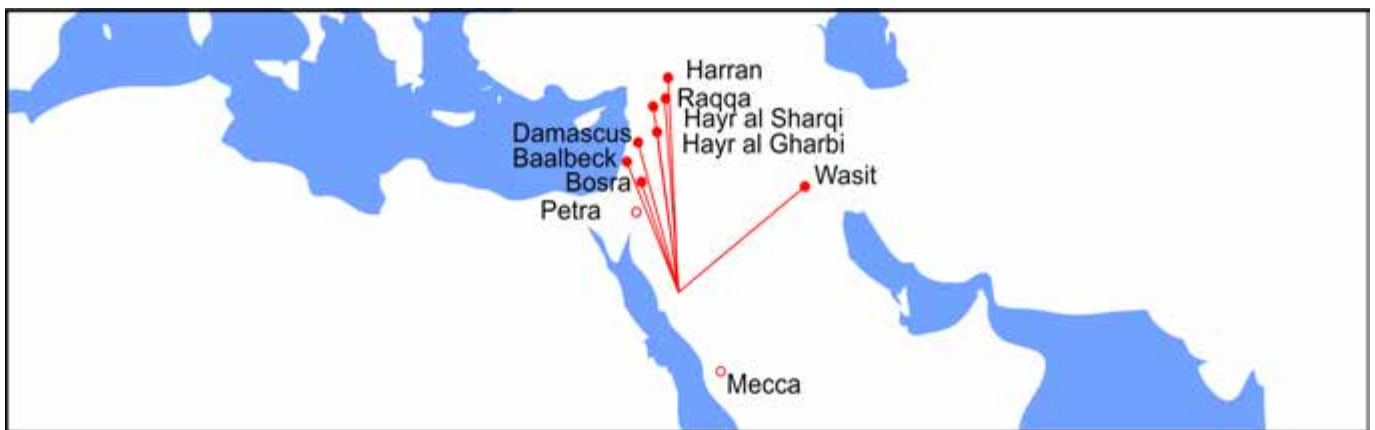 Harran
Raqqa
Hayr al Sharqi
Damascus
Hayr al Gharbi
Baalbeck
Bosra
Wasit
Petra
Mecca